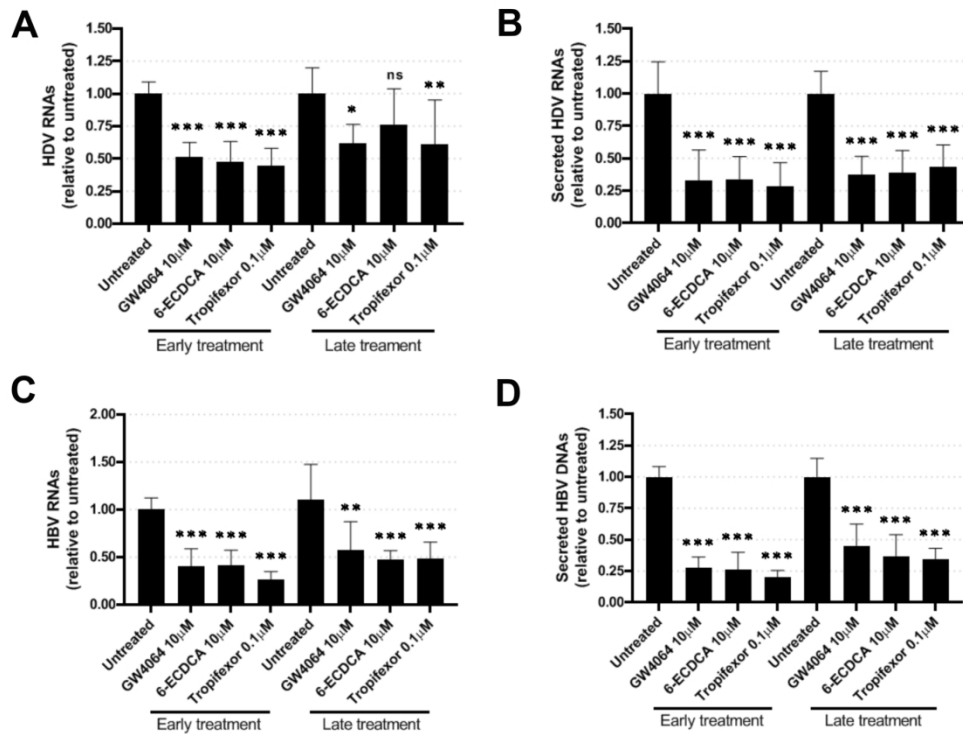 A
HDV RNAs
(relative to untreated)
1.50
1.25
1.00
0.75
0.50
0.25
0.00
***
***
***
*
ns
**
Untreated
GW4064 10μM
6-ECDCA 10μM
Tropifexor 0.1μM
Untreated
GW4064 10μM
6-ECDCA 10μM
Tropifexor 0.1μM
Early treatment
Late treament
B
Secreted HDV RNAs
(relative to untreated)
1.50
1.25
1.00
0.75
0.50
0.25
0.00
***
***
***
***
***
***
Untreated
GW4064 10μM
6-ECDCA 10μM
Tropifexor 0.1μM
Untreated
GW4064 10μM
6-ECDCA 10μM
Tropifexor 0.1μM
Early treatment
Late treatment
C
HBV RNAs
(relative to untreated)
2.00
1.50
1.00
0.50
0.00
***
***
***
**
***
***
Untreated
GW4064 10μM
6-ECDCA 10μM
Tropifexor 0.1μM
Untreated
GW4064 10μM
6-ECDCA 10μM
Tropifexor 0.1μM
Early treatment
Late treatment
D
Secreted HBV DNAs
(relative to untreated)
1.50
1.25
1.00
0.75
0.50
0.25
0.00
***
***
***
***
***
***
Untreated
GW4064 10μM
6-ECDCA 10μM
Tropifexor 0.1μM
Untreated
GW4064 10μM
6-ECDCA 10μM
Tropifexor 0.1μM
Early treatment
Late treatment